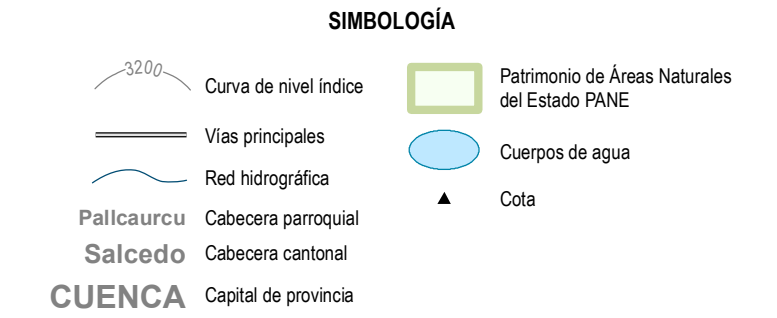 SIMBOLOGÍA
3200
Curva de nivel índice
Vías principales
Red hidrográfica
Pallcaurcu Cabecera parroquial
Salcedo Cabecera cantonal
CUENCA Capital de provincia
Patrimonio de Áreas Naturales
del Estado PANE
Cuerpos de agua
Cota